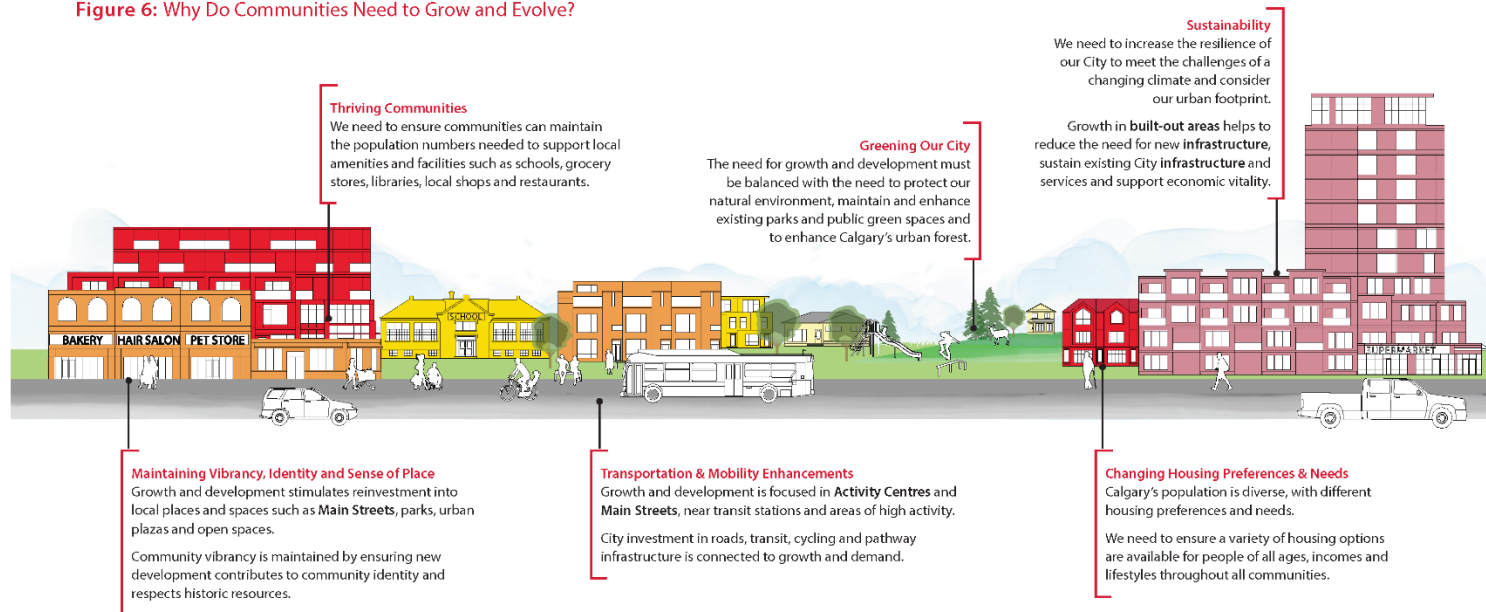 Figure 6: Why Do Communities Need to Grow and Evolve?
Thriving Communities
We need to ensure communities can maintain
the population numbers needed to support local
amenities and facilities such as schools, grocery
stores, libraries, local shops and restaurants.
Greening Our City
The need for growth and development must
be balanced with the need to protect our
natural environment, maintain and enhance
existing parks and public green spaces and
to enhance Calgary's urban forest.
Sustainability
We need to increase the resilience of
our City to meet the challenges of a
changing climate and consider
our urban footprint.
Growth in built-out areas helps to
reduce the need for new infrastructure,
sustain existing City infrastructure and
services and support economic vitality.
BAKERY
HAIR SALON
PET STORE
SCHOOL
SUPERMARKET
Maintaining Vibrancy, Identity and Sense of Place
Growth and development stimulates reinvestment into
local places and spaces such as Main Streets, parks, urban
plazas and open spaces.
Community vibrancy is maintained by ensuring new
development contributes to community identity and
respects historic resources.
Transportation & Mobility Enhancements
Growth and development is focused in Activity Centres and
Main Streets, near transit stations and areas of high activity.
City investment in roads, transit, cycling and pathway
infrastructure is connected to growth and demand.
Changing Housing Preferences & Needs
Calgary's population is diverse, with different
housing preferences and needs.
We need to ensure a variety of housing options
are available for people of all ages, incomes and
lifestyles throughout all communities.